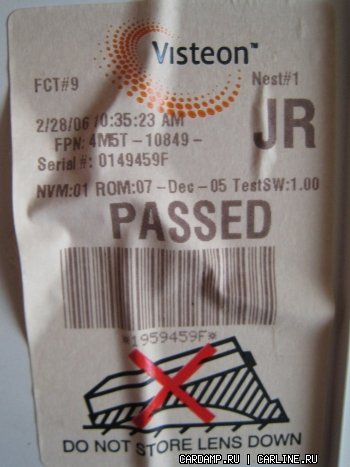 Visteon™
FCT#9 Nest#1
2/28/06 10:35:23 AM
FPN: 4M5T-10849- JR
Serial#: 0149459F
NVM:01 ROM:07-Dec-05 TestSW:1.00
PASSED
*1959459F*
DO NOT STORE LENS DOWN
CARDAMP.RU | CARLINE.RU